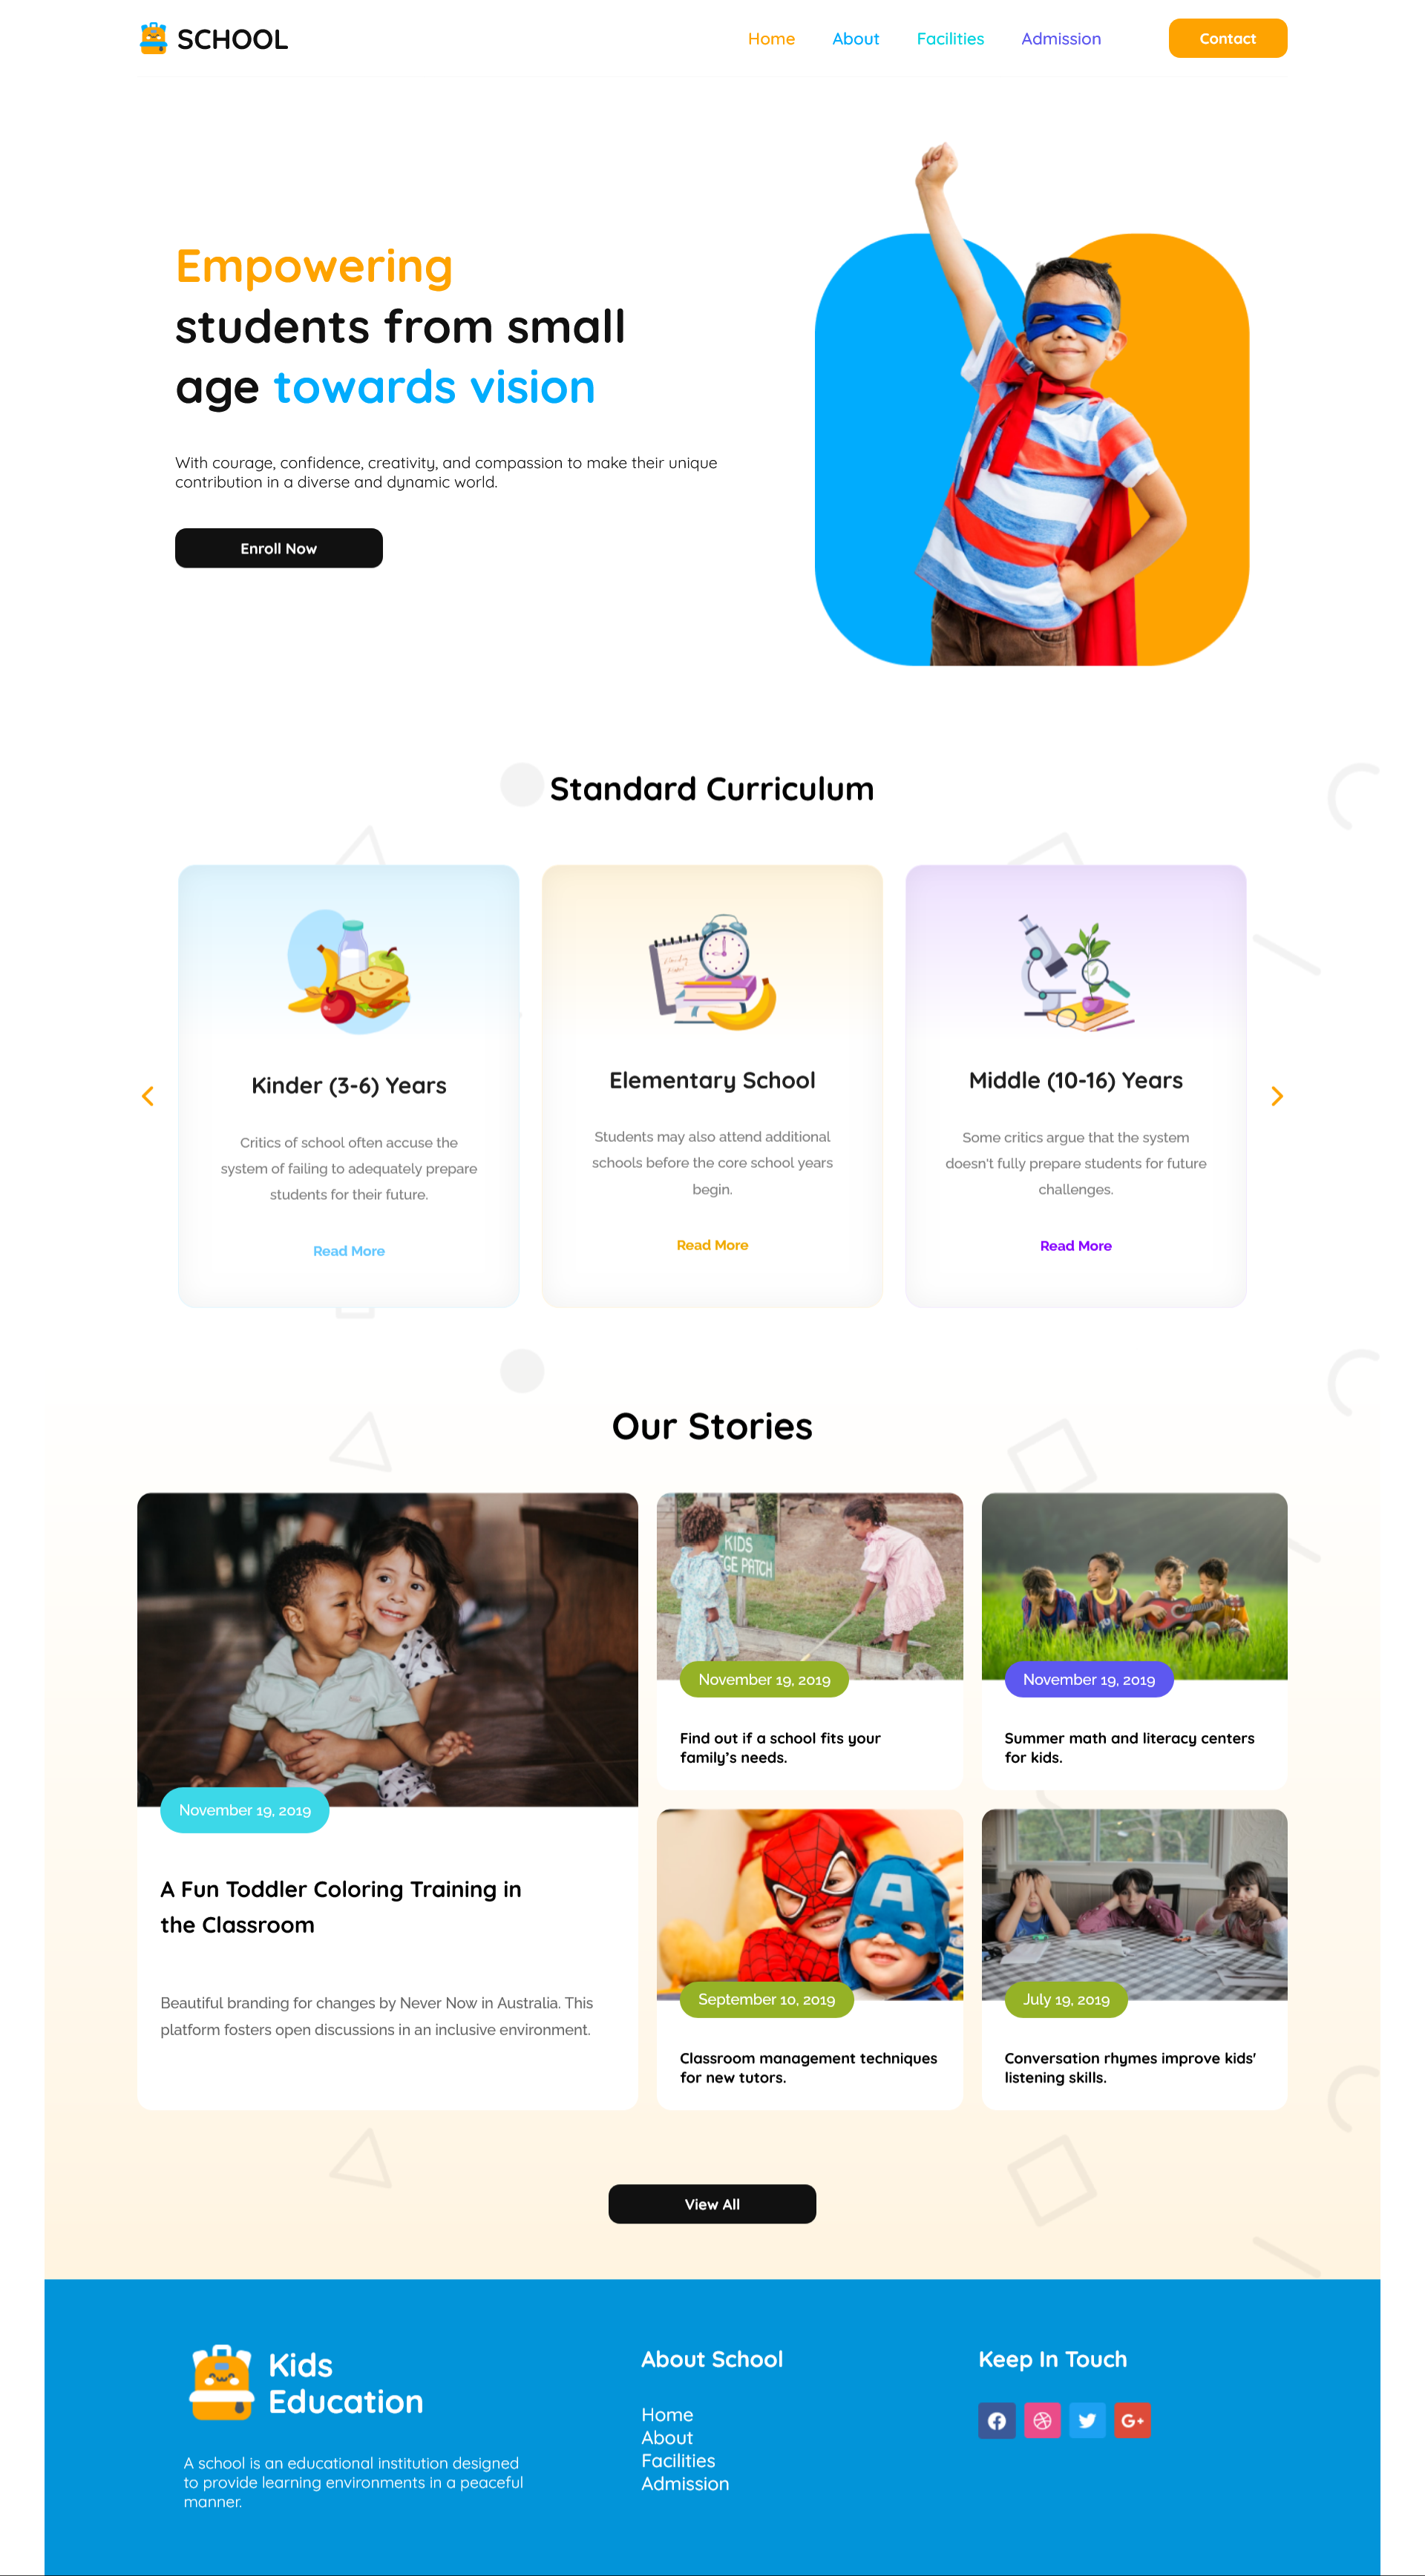 SCHOOL
Home
About
Facilities
Admission
Contact
Empowering
students from small
age towards vision
With courage, confidence, creativity, and compassion to make their unique
contribution in a diverse and dynamic world.
Enroll Now
Standard Curriculum
Kinder (3-6) Years
Critics of school often accuse the
system of failing to adequately prepare
students for their future.
Read More
Elementary School
Students may also attend additional
schools before the core school years
begin.
Read More
Middle (10-16) Years
Some critics argue that the system
doesn't fully prepare students for future
challenges.
Read More
Our Stories
November 19, 2019
A Fun Toddler Coloring Training in
the Classroom
Beautiful branding for changes by Never Now in Australia. This
platform fosters open discussions in an inclusive environment.
KIDS
PATCH
November 19, 2019
Find out if a school fits your
family’s needs.
November 19, 2019
Summer math and literacy centers
for kids.
A
September 10, 2019
Classroom management techniques
for new tutors.
July 19, 2019
Conversation rhymes improve kids'
listening skills.
View All
Kids
Education
A school is an educational institution designed
to provide learning environments in a peaceful
manner.
About School
Home
About
Facilities
Admission
Keep In Touch
G+